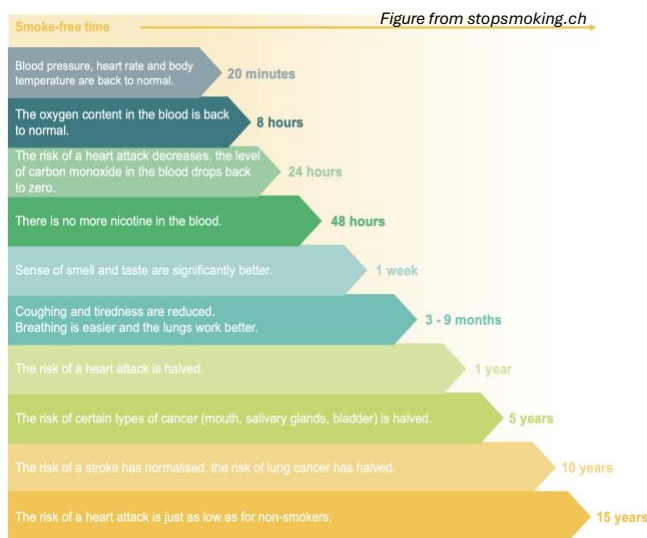 Smoke-free time
Figure from stopsmoking.ch
Blood pressure, heart rate and body
temperature are back to normal.
20 minutes
The oxygen content in the blood is back
to normal.
8 hours
The risk of a heart attack decreases. the level
of carbon monoxide in the blood drops back
to zero.
24 hours
There is no more nicotine in the blood.
48 hours
Sense of smell and taste are significantly better.
1 week
Coughing and tiredness are reduced.
Breathing is easier and the lungs work better.
3 - 9 months
The risk of a heart attack is halved.
1 year
The risk of certain types of cancer (mouth, salivary glands, bladder) is halved.
5 years
The risk of a stroke has normalised. the risk of lung cancer has halved.
10 years
The risk of a heart attack is just as low as for non-smokers.
15 years